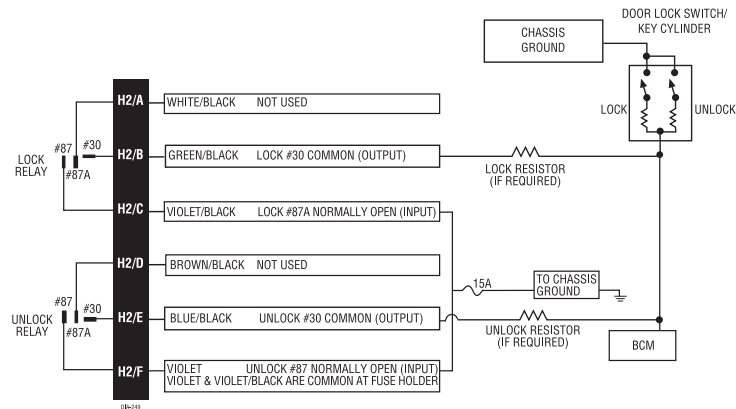 DOOR LOCK SWITCH/
KEY CYLINDER
CHASSIS
GROUND
LOCK
UNLOCK
H2/A WHITE/BLACK NOT USED
#87
#30
LOCK
RELAY
#87A
H2/B GREEN/BLACK LOCK #30 COMMON (OUTPUT)
LOCK RESISTOR
(IF REQUIRED)
H2/C VIOLET/BLACK LOCK #87A NORMALLY OPEN (INPUT)
H2/D BROWN/BLACK NOT USED
15A
TO CHASSIS
GROUND
#87
#30
UNLOCK
RELAY
#87A
H2/E BLUE/BLACK UNLOCK #30 COMMON (OUTPUT)
UNLOCK RESISTOR
(IF REQUIRED)
BCM
H2/F VIOLET UNLOCK #87 NORMALLY OPEN (INPUT)
VIOLET & VIOLET/BLACK ARE COMMON AT FUSE HOLDER
DIA-249